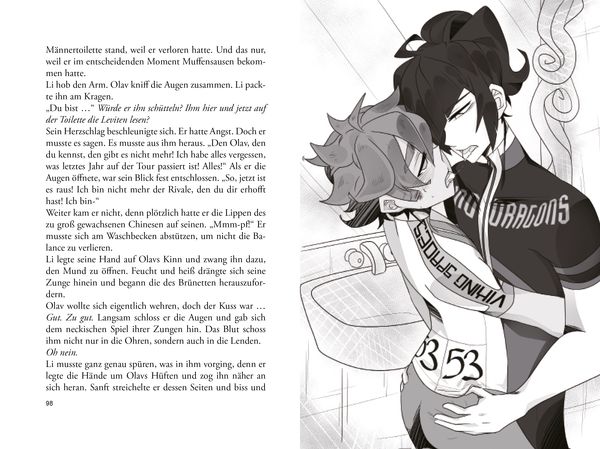 Männertoilette stand, weil er verloren hatte. Und das nur,
weil er im entscheidenden Moment Muffensausen bekom-
men hatte.
Li hob den Arm. Olav kniff die Augen zusammen. Li pack-
te ihn am Kragen.
„Du bist …“ Würde er ihn schütteln? Ihm hier und jetzt auf
der Toilette die Leviten lesen?
Sein Herzschlag beschleunigte sich. Er hatte Angst. Doch er
musste es sagen. Es musste aus ihm heraus. „Den Olav, den
du kennst, den gibt es nicht mehr! Ich habe alles vergessen,
was letztes Jahr auf der Tour passiert ist! Alles!“ Als er die
Augen öffnete, war sein Blick fest entschlossen. „So, jetzt ist
es raus! Ich bin nicht mehr der Rivale, den du dir erhofft
hast! Ich bin-“
Weiter kam er nicht, denn plötzlich hatte er die Lippen des
zu groß gewachsenen Chinesen auf seinen. „Mmm-pf!“ Er
musste sich am Waschbecken abstützen, um nicht die Ba-
lance zu verlieren.
Li legte seine Hand auf Olavs Kinn und zwang ihn dazu,
den Mund zu öffnen. Feucht und heiß drängte sich seine
Zunge hinein und begann die des Brünetten herauszufor-
dern.
Olav wollte sich eigentlich wehren, doch der Kuss war …
Gut. Zu gut. Langsam schloss er die Augen und gab sich
dem neckischen Spiel ihrer Zungen hin. Das Blut schoss
ihm nicht nur in die Ohren, sondern auch in die Lenden.
Oh nein.
Li musste ganz genau spüren, was in ihm vorging, denn er
legte die Hände um Olavs Hüften und zog ihn näher an
sich heran. Sanft streichelte er dessen Seiten und biss und
98
DRAGONS
VIKING SPADES
53
53